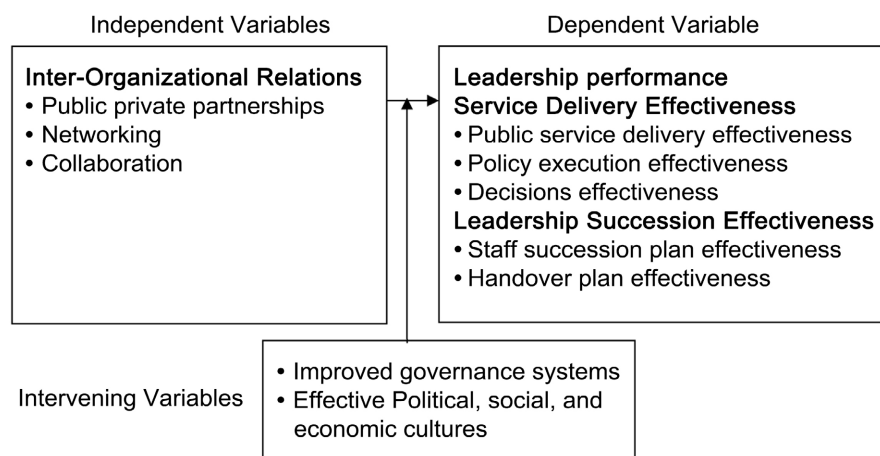 Independent Variables
Dependent Variable
Inter-Organizational Relations
• Public private partnerships
• Networking
• Collaboration
Leadership performance
Service Delivery Effectiveness
• Public service delivery effectiveness
• Policy execution effectiveness
• Decisions effectiveness
Leadership Succession Effectiveness
• Staff succession plan effectiveness
• Handover plan effectiveness
Intervening Variables
• Improved governance systems
• Effective Political, social, and
economic cultures